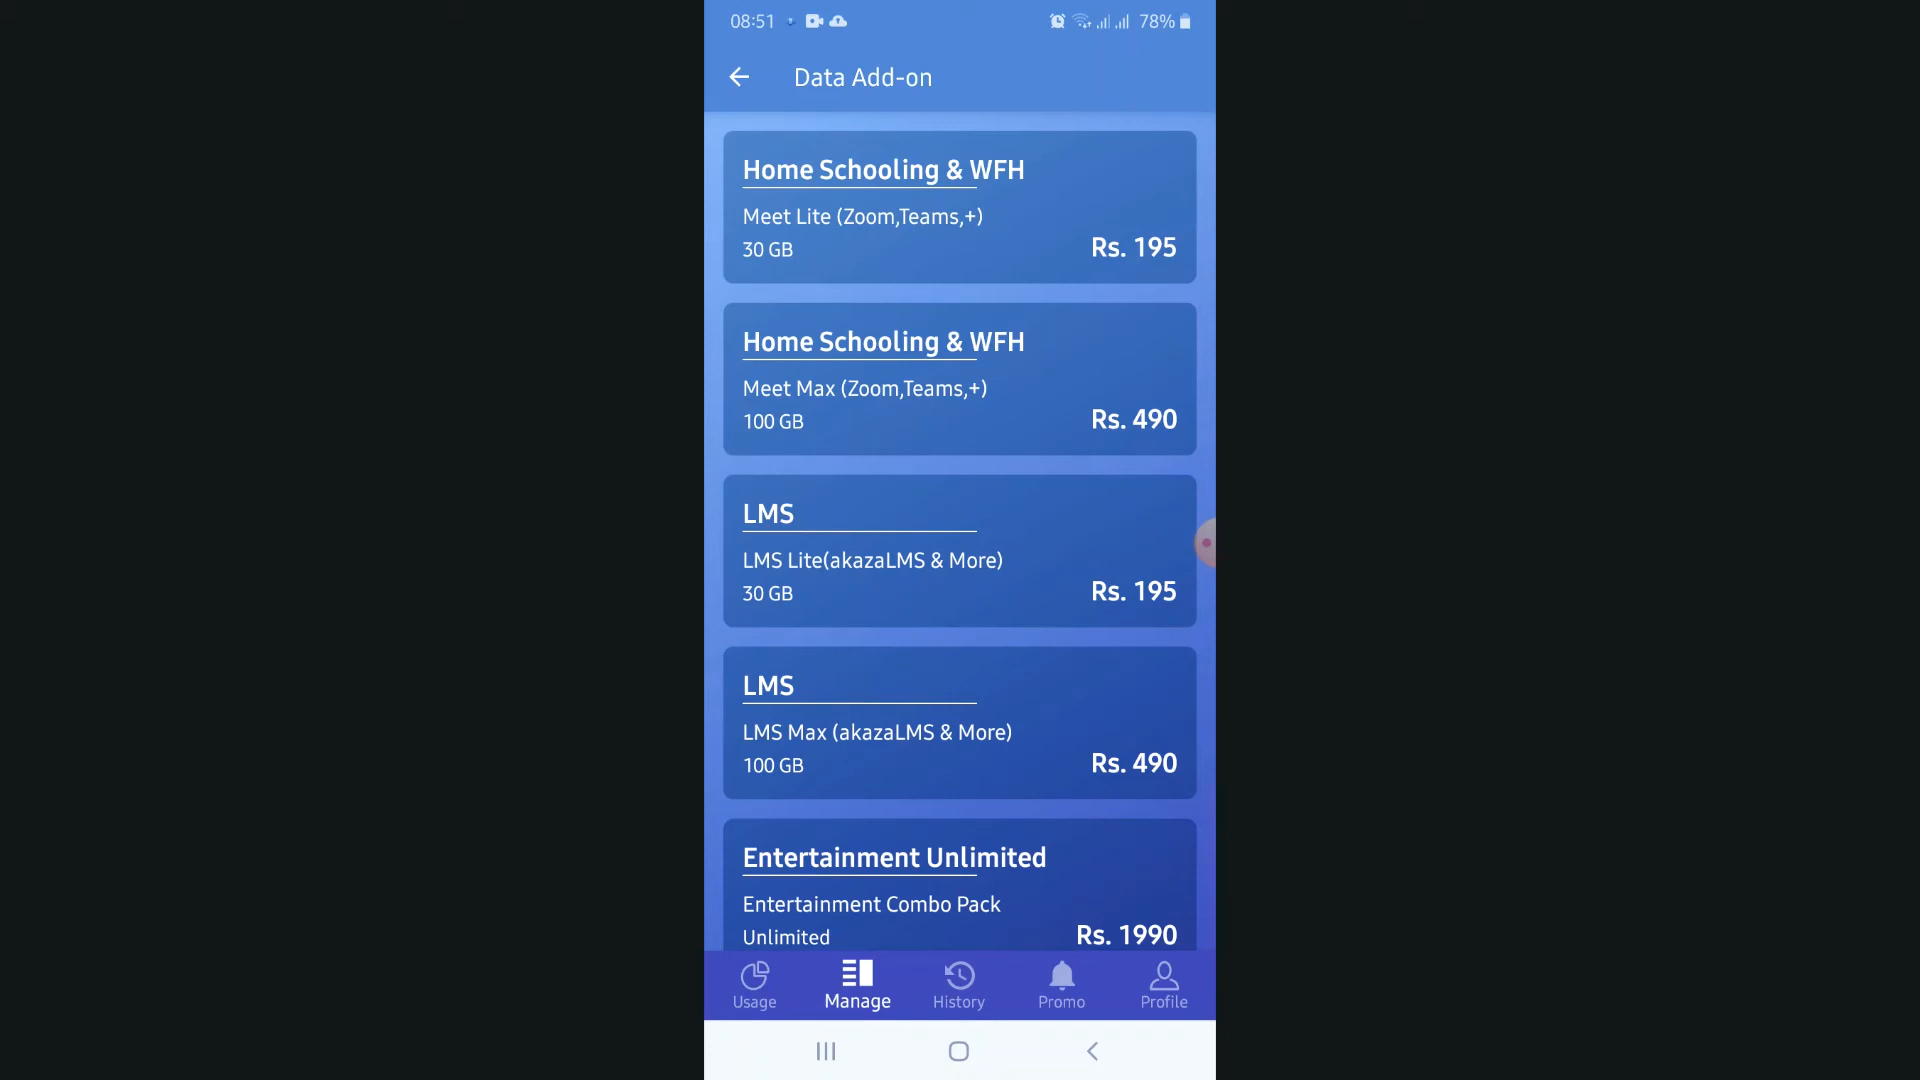 08:51
78%
Data Add-on
Home Schooling & WFH
Meet Lite (Zoom,Teams,+)
30 GB
Rs. 195
Home Schooling & WFH
Meet Max (Zoom,Teams,+)
100 GB
Rs. 490
LMS
LMS Lite(akazaLMS & More)
30 GB
Rs. 195
LMS
LMS Max (akazaLMS & More)
100 GB
Rs. 490
Entertainment Unlimited
Entertainment Combo Pack
Unlimited
Rs. 1990
Usage
Manage
History
Promo
Profile